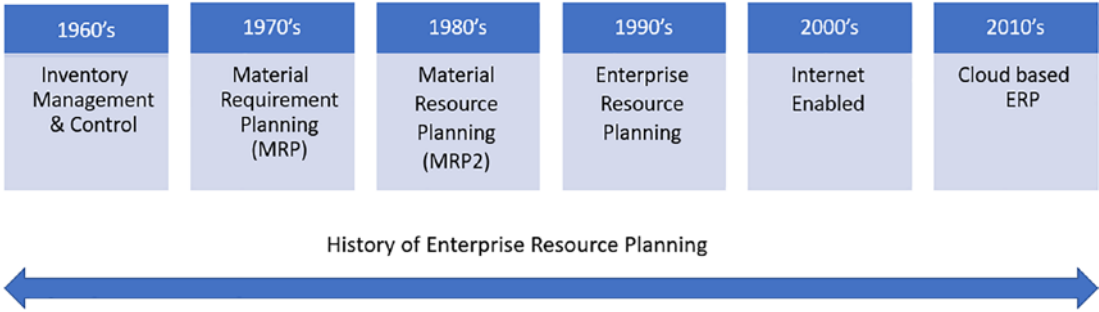 1960's
Inventory
Management
& Control
1970's
Material
Requirement
Planning
(MRP)
1980's
Material
Resource
Planning
(MRP2)
1990's
Enterprise
Resource
Planning
2000's
Internet
Enabled
2010's
Cloud based
ERP
History of Enterprise Resource Planning